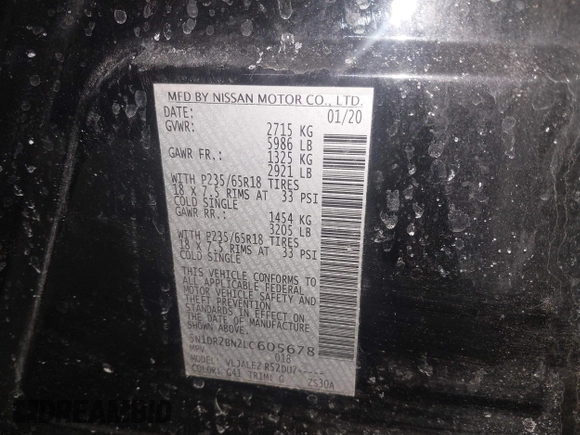 MFD BY NISSAN MOTOR CO., LTD.
DATE: 01/20
GVWR: 2715 KG
5986 LB
GAWR FR.: 1325 KG
2921 LB
WITH P235/65R18 TIRES
18 X 7.5 RIMS AT 33 PSI
COLD SINGLE
GAWR RR.: 1454 KG
3205 LB
WITH P235/65R18 TIRES
18 X 7.5 RIMS AT 33 PSI
COLD SINGLE
THIS VEHICLE CONFORMS TO
ALL APPLICABLE FEDERAL
MOTOR VEHICLE SAFETY AND
THEFT PREVENTION
STANDARDS IN EFFECT ON
THE DATE OF MANUFACTURE
SHOWN ABOVE.
5N1DR2BN2LC605678
MPV 018
MODEL:
COLOR: G41 TRIM: G 2S30A
DREAMBID